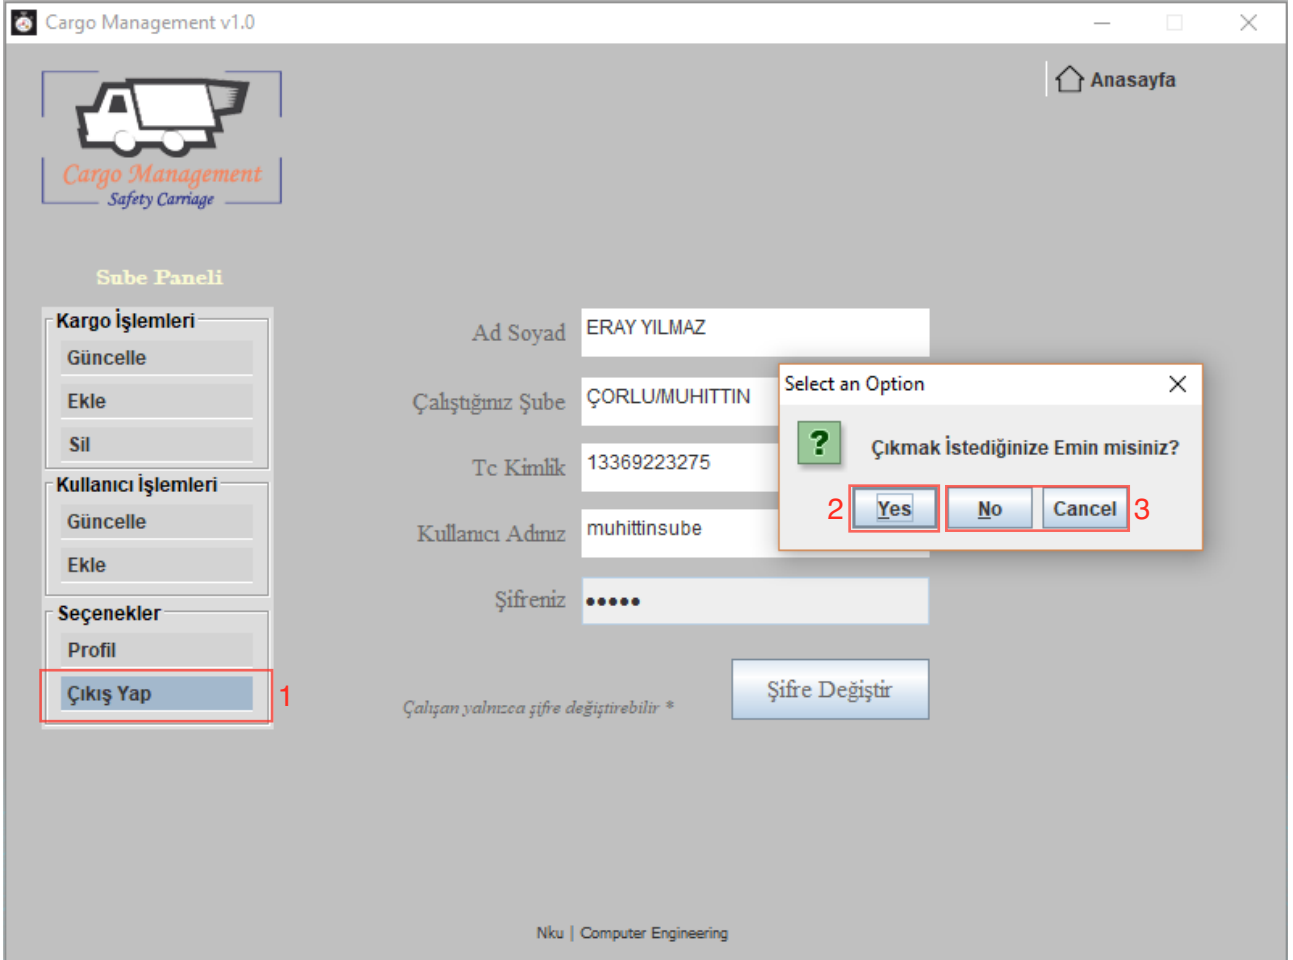 Cargo Management v1.0
Anasayfa
Cargo Management
Safety Carriage
Sube Paneli
Kargo İşlemleri
Güncelle
Ekle
Sil
Kullanıcı İşlemleri
Güncelle
Ekle
Seçenekler
Profil
Çıkış Yap
1
Ad Soyad ERAY YILMAZ
Çalıştığınız Şube ÇORLU/MUHITTIN
Tc Kimlik 13369223275
Kullanıcı Adınız muhittinsube
Şifreniz •••••
Çalışan yalnızca şifre değiştirebilir *
Şifre Değiştir
Select an Option
?
Çıkmak İstediğinize Emin misiniz?
2 Yes No Cancel 3
Nku | Computer Engineering